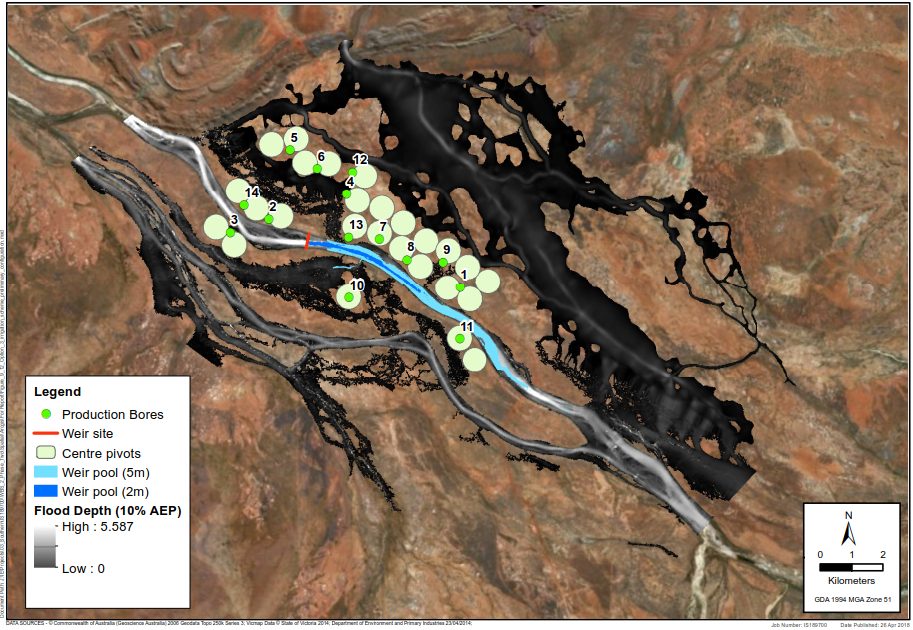 5
6
12
4
14
2
3
13
7
8
9
10
1
11
Legend
Production Bores
Weir site
Centre pivots
Weir pool (5m)
Weir pool (2m)
Flood Depth (10% AEP)
High : 5.587
Low : 0
N
0 1 2
Kilometers
GDA 1994 MGA Zone 51
DATA SOURCES - © Commonwealth of Australia (Geoscience Australia) 2006 Geodata Topo 250k Series 3; Vicmap Data © State of Victoria 2014; Department of Environment and Primary Industries 23/04/2014;
Job Number: IS189700 Date Published: 26 Apr 2018